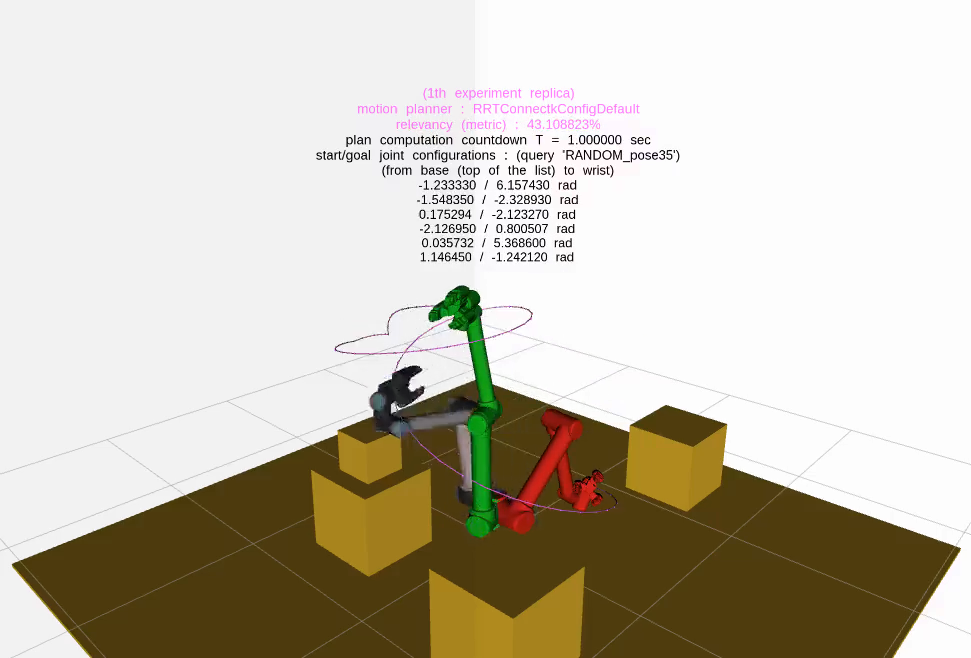 (1th experiment replica)
motion planner : RRTConnectkConfigDefault
relevancy (metric) : 43.108823%
plan computation countdown T = 1.000000 sec
start/goal joint configurations : (query 'RANDOM_pose35')
(from base (top of the list) to wrist)
-1.233330 / 6.157430 rad
-1.548350 / -2.328930 rad
0.175294 / -2.123270 rad
-2.126950 / 0.800507 rad
0.035732 / 5.368600 rad
1.146450 / -1.242120 rad